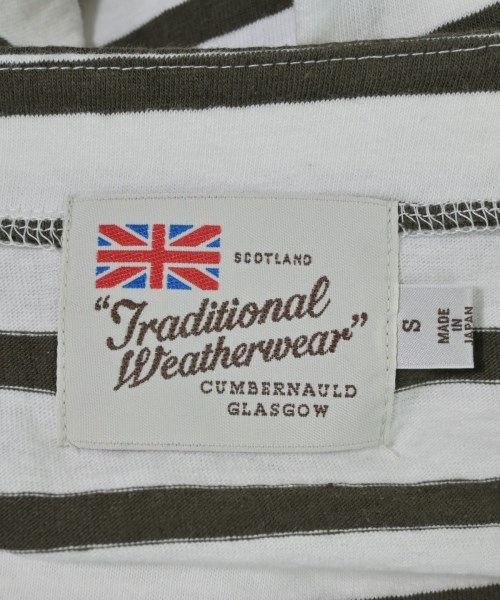 SCOTLAND
"Traditional
Weatherwear"
CUMBERNAULD
GLASGOW
S
MADE
IN
JAPAN